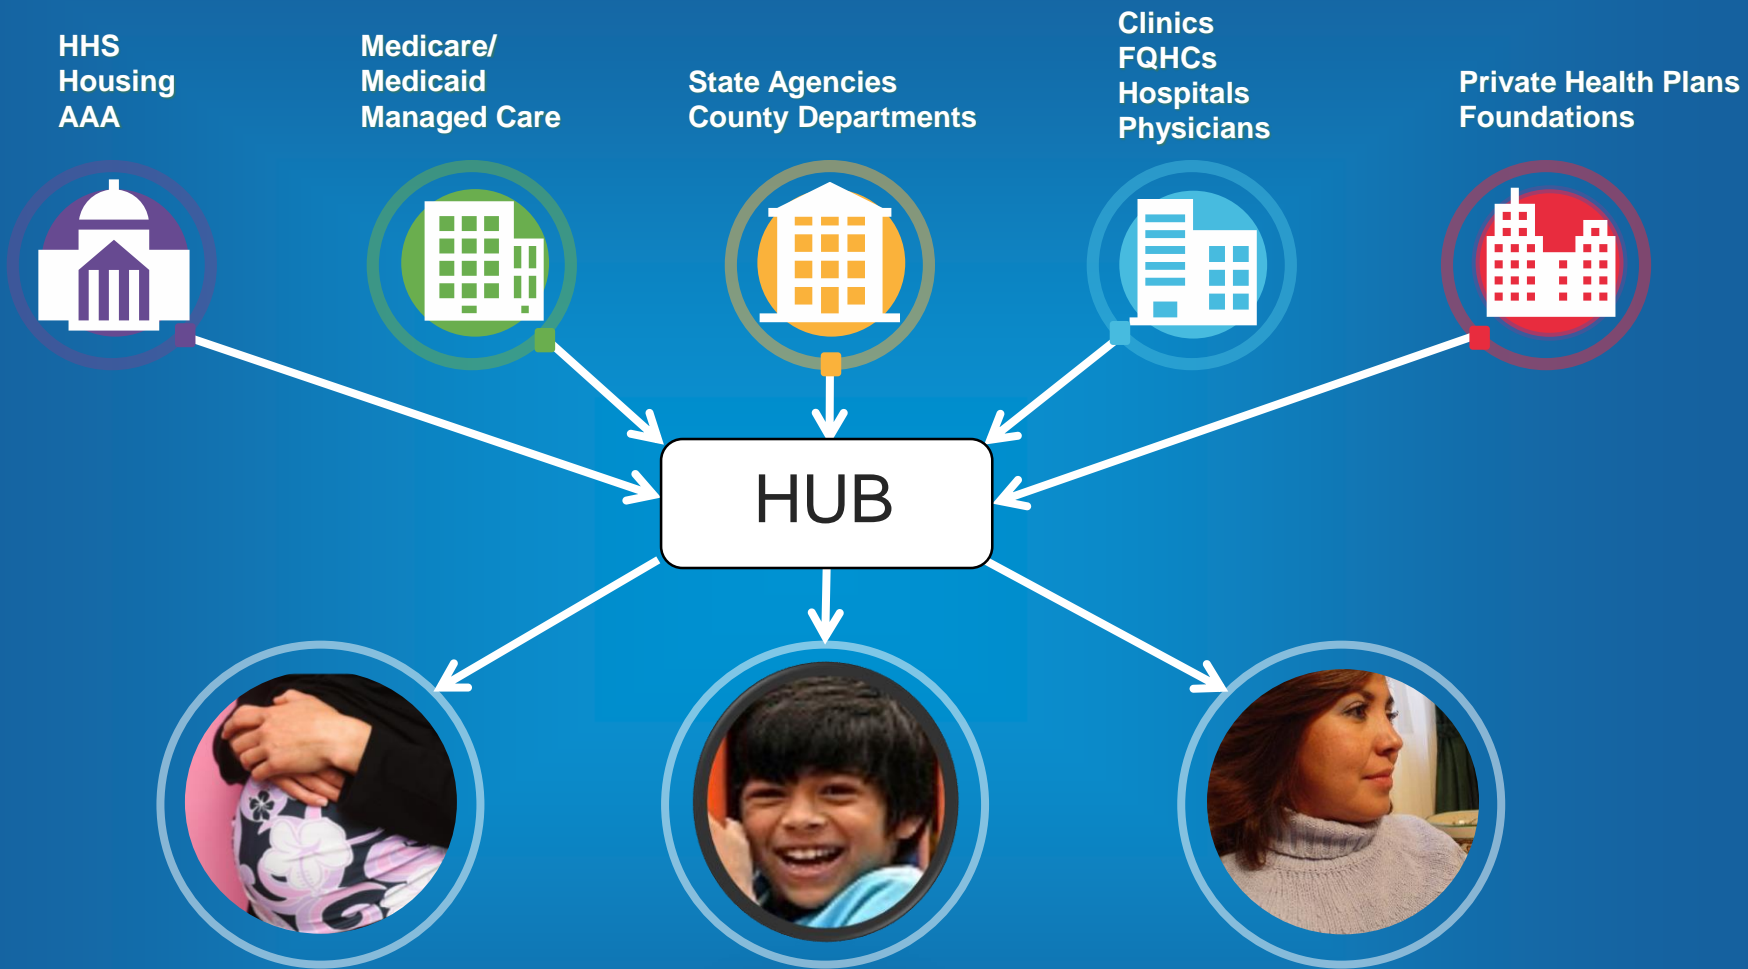 HHS
Housing
AAA
Medicare/
Medicaid
Managed Care
State Agencies
County Departments
Clinics
FQHCs
Hospitals
Physicians
Private Health Plans
Foundations
HUB